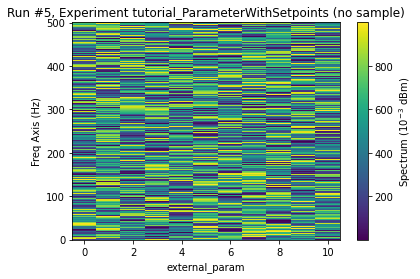 Run #5, Experiment tutorial_ParameterWithSetpoints (no sample)
500
400
300
200
100
0
Freq Axis (Hz)
0 2 4 6 8 10
external_param
800
600
400
200
Spectrum (10⁻³ dBm)